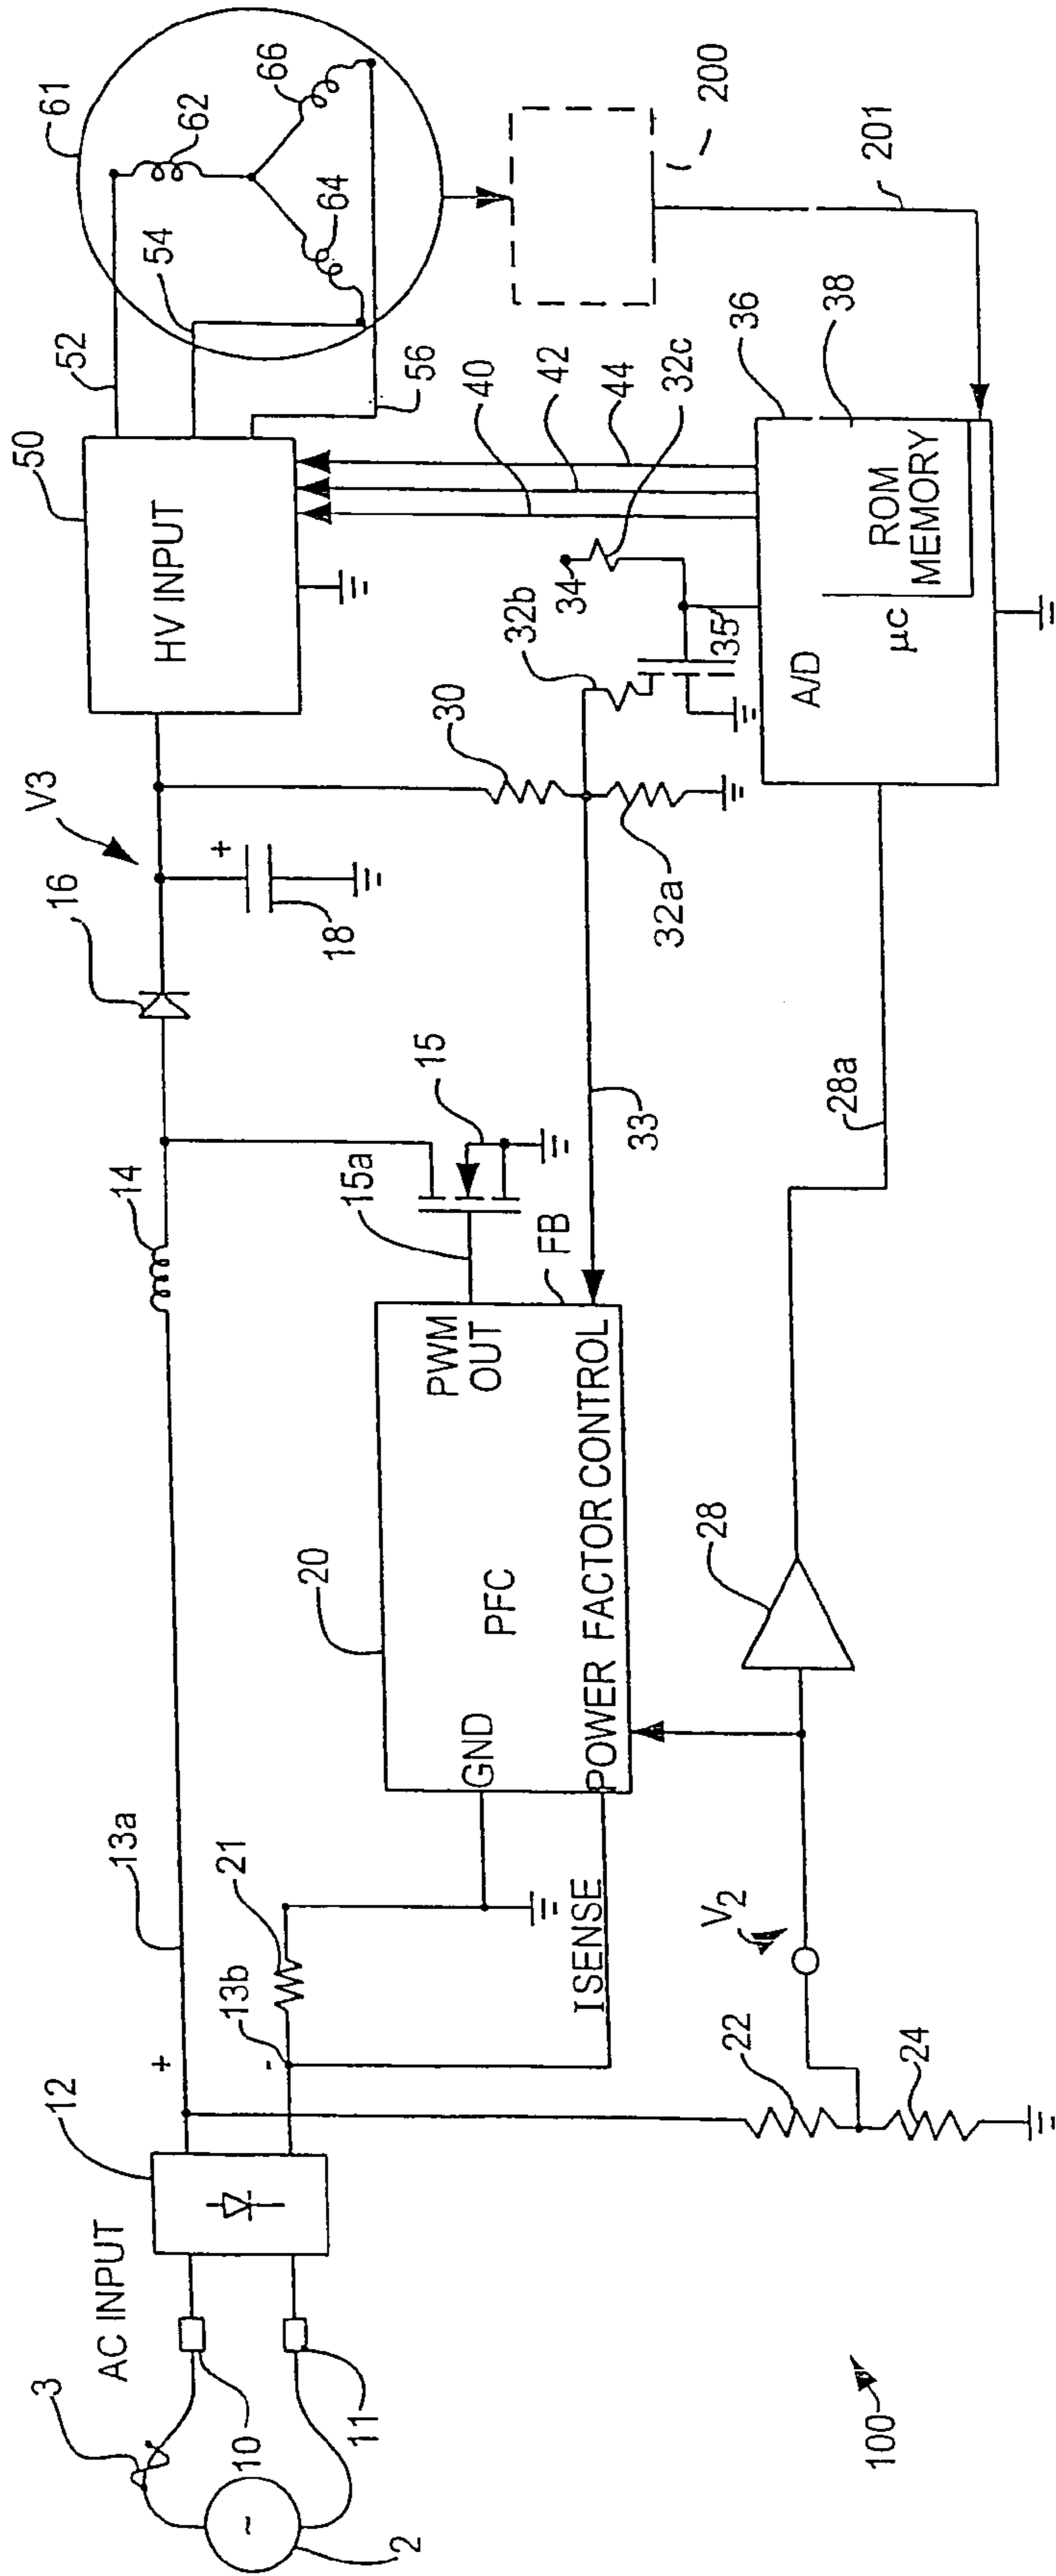 3
AC INPUT
12
+
13a
14
16
V3
50
52
54
61
62
66
64
~
2
10
11
-
13b
21
20
GND
PFC
PWM
OUT
15a
15
18
+
HV INPUT
56
200
ISENSE
POWER FACTOR CONTROL
FB
33
30
32a
32b
34
35
32c
40
42
44
36
38
201
22
24
V2
28
28a
A/D
μc
ROM
MEMORY
100